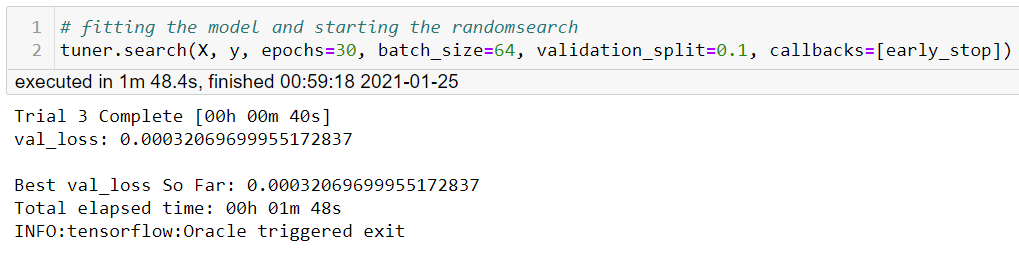 1 # fitting the model and starting the randomsearch
2 tuner.search(X, y, epochs=30, batch_size=64, validation_split=0.1, callbacks=[early_stop])
executed in 1m 48.4s, finished 00:59:18 2021-01-25
Trial 3 Complete [00h 00m 40s]
val_loss: 0.00032069699955172837
Best val_loss So Far: 0.00032069699955172837
Total elapsed time: 00h 01m 48s
INFO:tensorflow:Oracle triggered exit